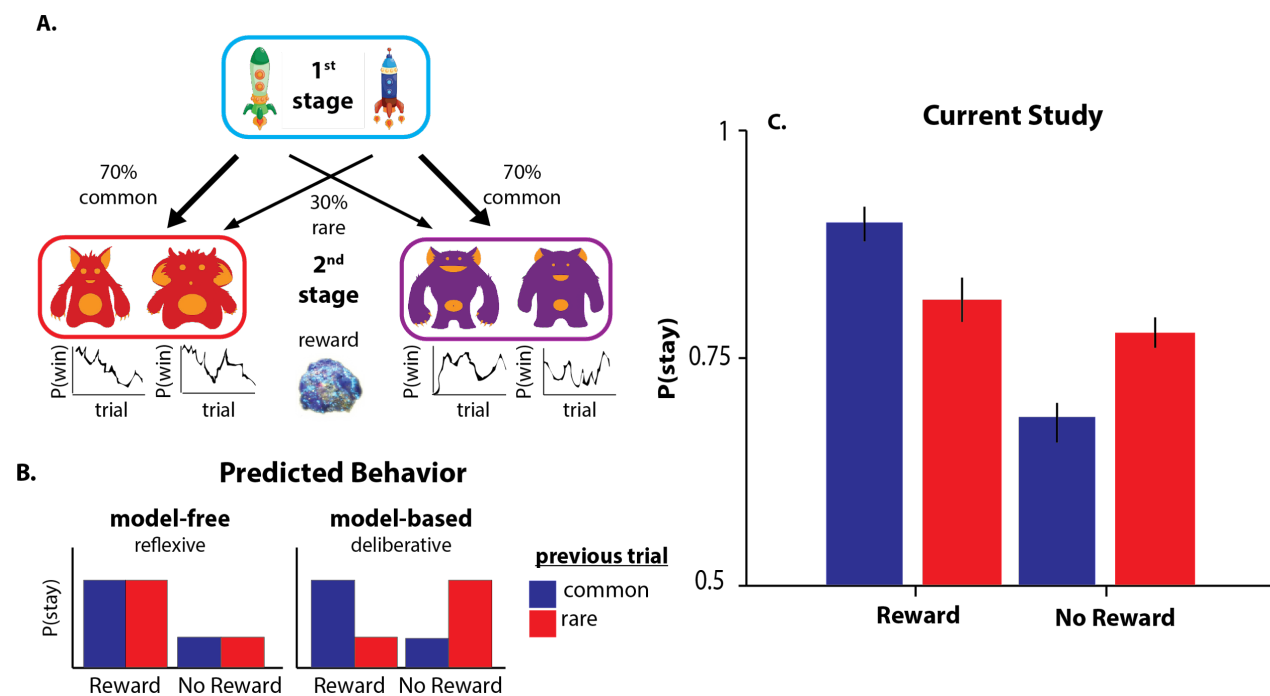 A.
1st
stage
70%
common
70%
common
30%
rare
2nd
stage
reward
P(win)
trial
P(win)
trial
P(win)
trial
P(win)
trial
B.
Predicted Behavior
model-free
reflexive
model-based
deliberative
P(stay)
Reward No Reward
Reward No Reward
previous trial
common
rare
C.
Current Study
1
0.75
0.5
P(stay)
Reward
No Reward